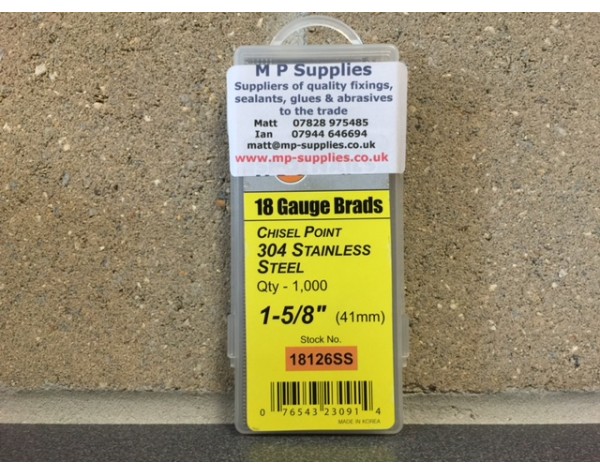 M P Supplies
Suppliers of quality fixings,
sealants, glues & abrasives
to the trade
Matt 07828 975485
Ian 07944 646694
matt@mp-supplies.co.uk
www.mp-supplies.co.uk
18 Gauge Brads
CHISEL POINT
304 STAINLESS
STEEL
Qty - 1,000
1-5/8" (41mm)
Stock No.
18126SS
0 76543 23091 4
MADE IN KOREA